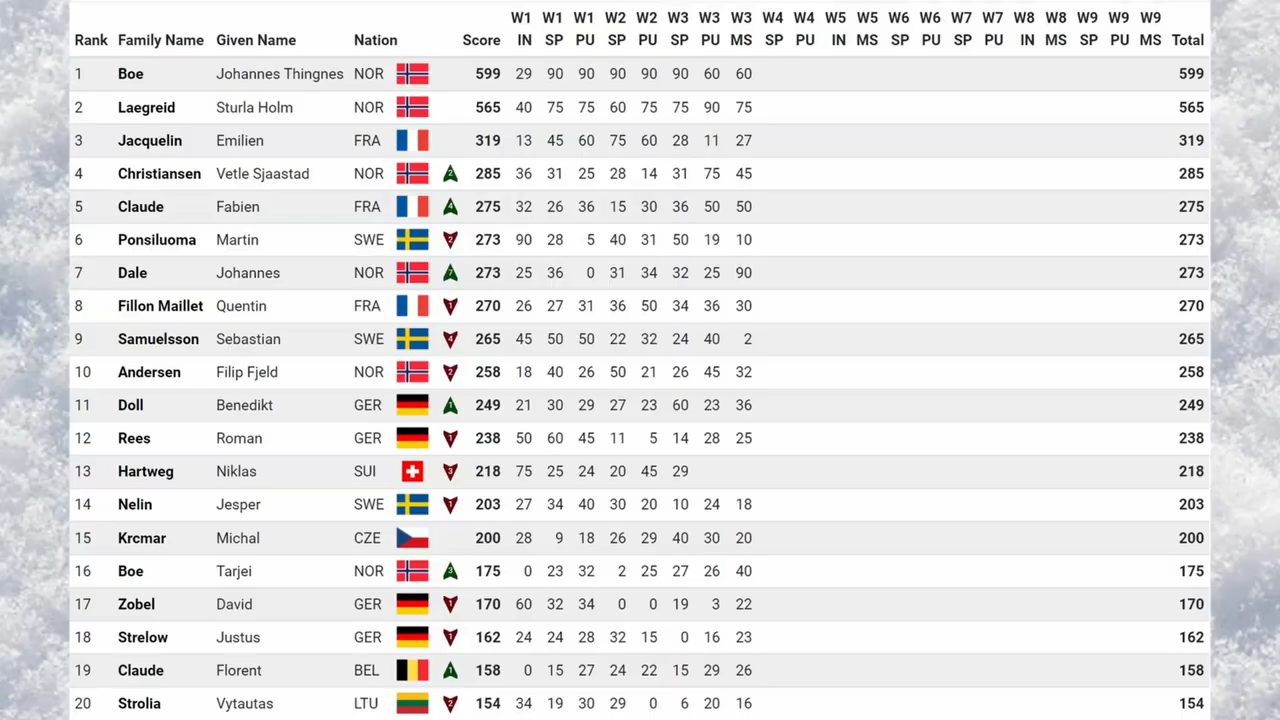 W1 W1 W1 W2 W2 W3 W3 W3 W4 W4 W5 W5 W6 W6 W7 W7 W8 W8 W9 W9 W9
Rank Family Name Given Name Nation Score IN SP PU SP PU SP PU MS SP PU IN MS SP PU SP PU IN MS SP PU MS Total
1 Boe Johannes Thingnes NOR 599 29 90 90 90 90 90 60 60 599
2 Lægreid Sturla Holm NOR 565 40 75 75 60 75 75 90 75 565
3 Jacquelin Emilien FRA 319 13 45 60 75 60 28 11 27 319
4 Christiansen Vetle Sjaastad NOR 2 285 36 31 25 28 14 31 75 45 285
5 Claude Fabien FRA 4 275 32 26 36 15 30 36 50 50 275
6 Ponsiluoma Martin SWE 2 273 90 28 5 40 31 50 19 10 273
7 Dale Johannes NOR 7 273 25 36 0 31 34 32 25 90 273
8 Fillon Maillet Quentin FRA 1 270 26 27 31 36 50 34 36 30 270
9 Samuelsson Sebastian SWE 4 265 45 50 50 22 32 24 40 2 265
10 Andersen Filip Fjeld NOR 2 258 18 40 26 50 21 26 45 32 258
11 Doll Benedikt GER 1 249 21 30 29 27 23 60 23 36 249
12 Rees Roman GER 1 238 50 60 45 11 5 14 28 25 238
13 Hartweg Niklas SUI 3 218 75 25 24 20 45 29 218
14 Nelin Jesper SWE 1 203 27 34 40 30 20 10 24 18 203
15 Krcmar Michal CZE 200 28 9 18 26 29 40 30 20 200
16 Boe Tarjei NOR 3 175 0 23 32 2 25 27 26 40 175
17 Zobel David GER 1 170 60 32 34 0 0 19 3 22 170
18 Strelow Justus GER 1 162 24 24 28 32 15 0 16 23 162
19 Claude Florent BEL 1 158 0 15 27 24 22 15 29 26 158
20 Strolia Vytautas LTU 2 154 34 19 30 29 0 6 20 16 154